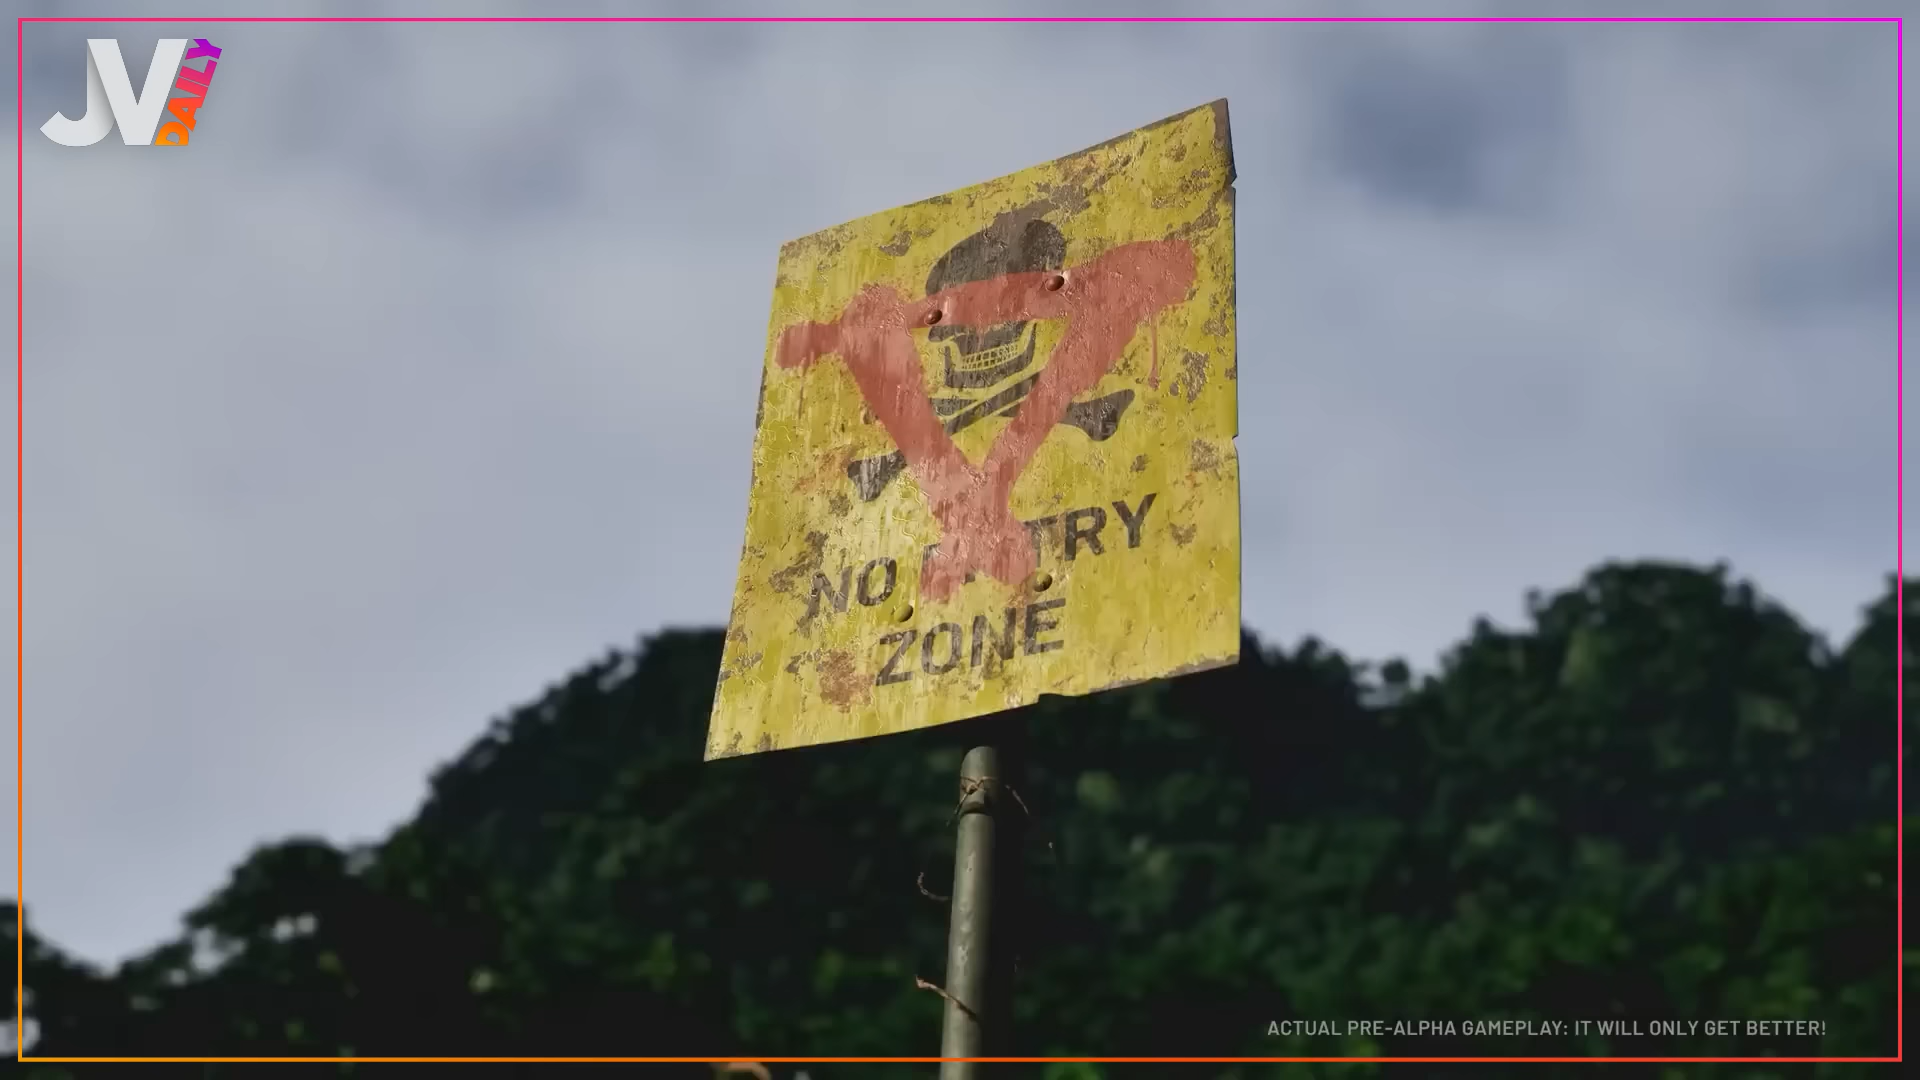 JV
DAILY
NO TRY
ZONE
ACTUAL PRE-ALPHA GAMEPLAY: IT WILL ONLY GET BETTER!